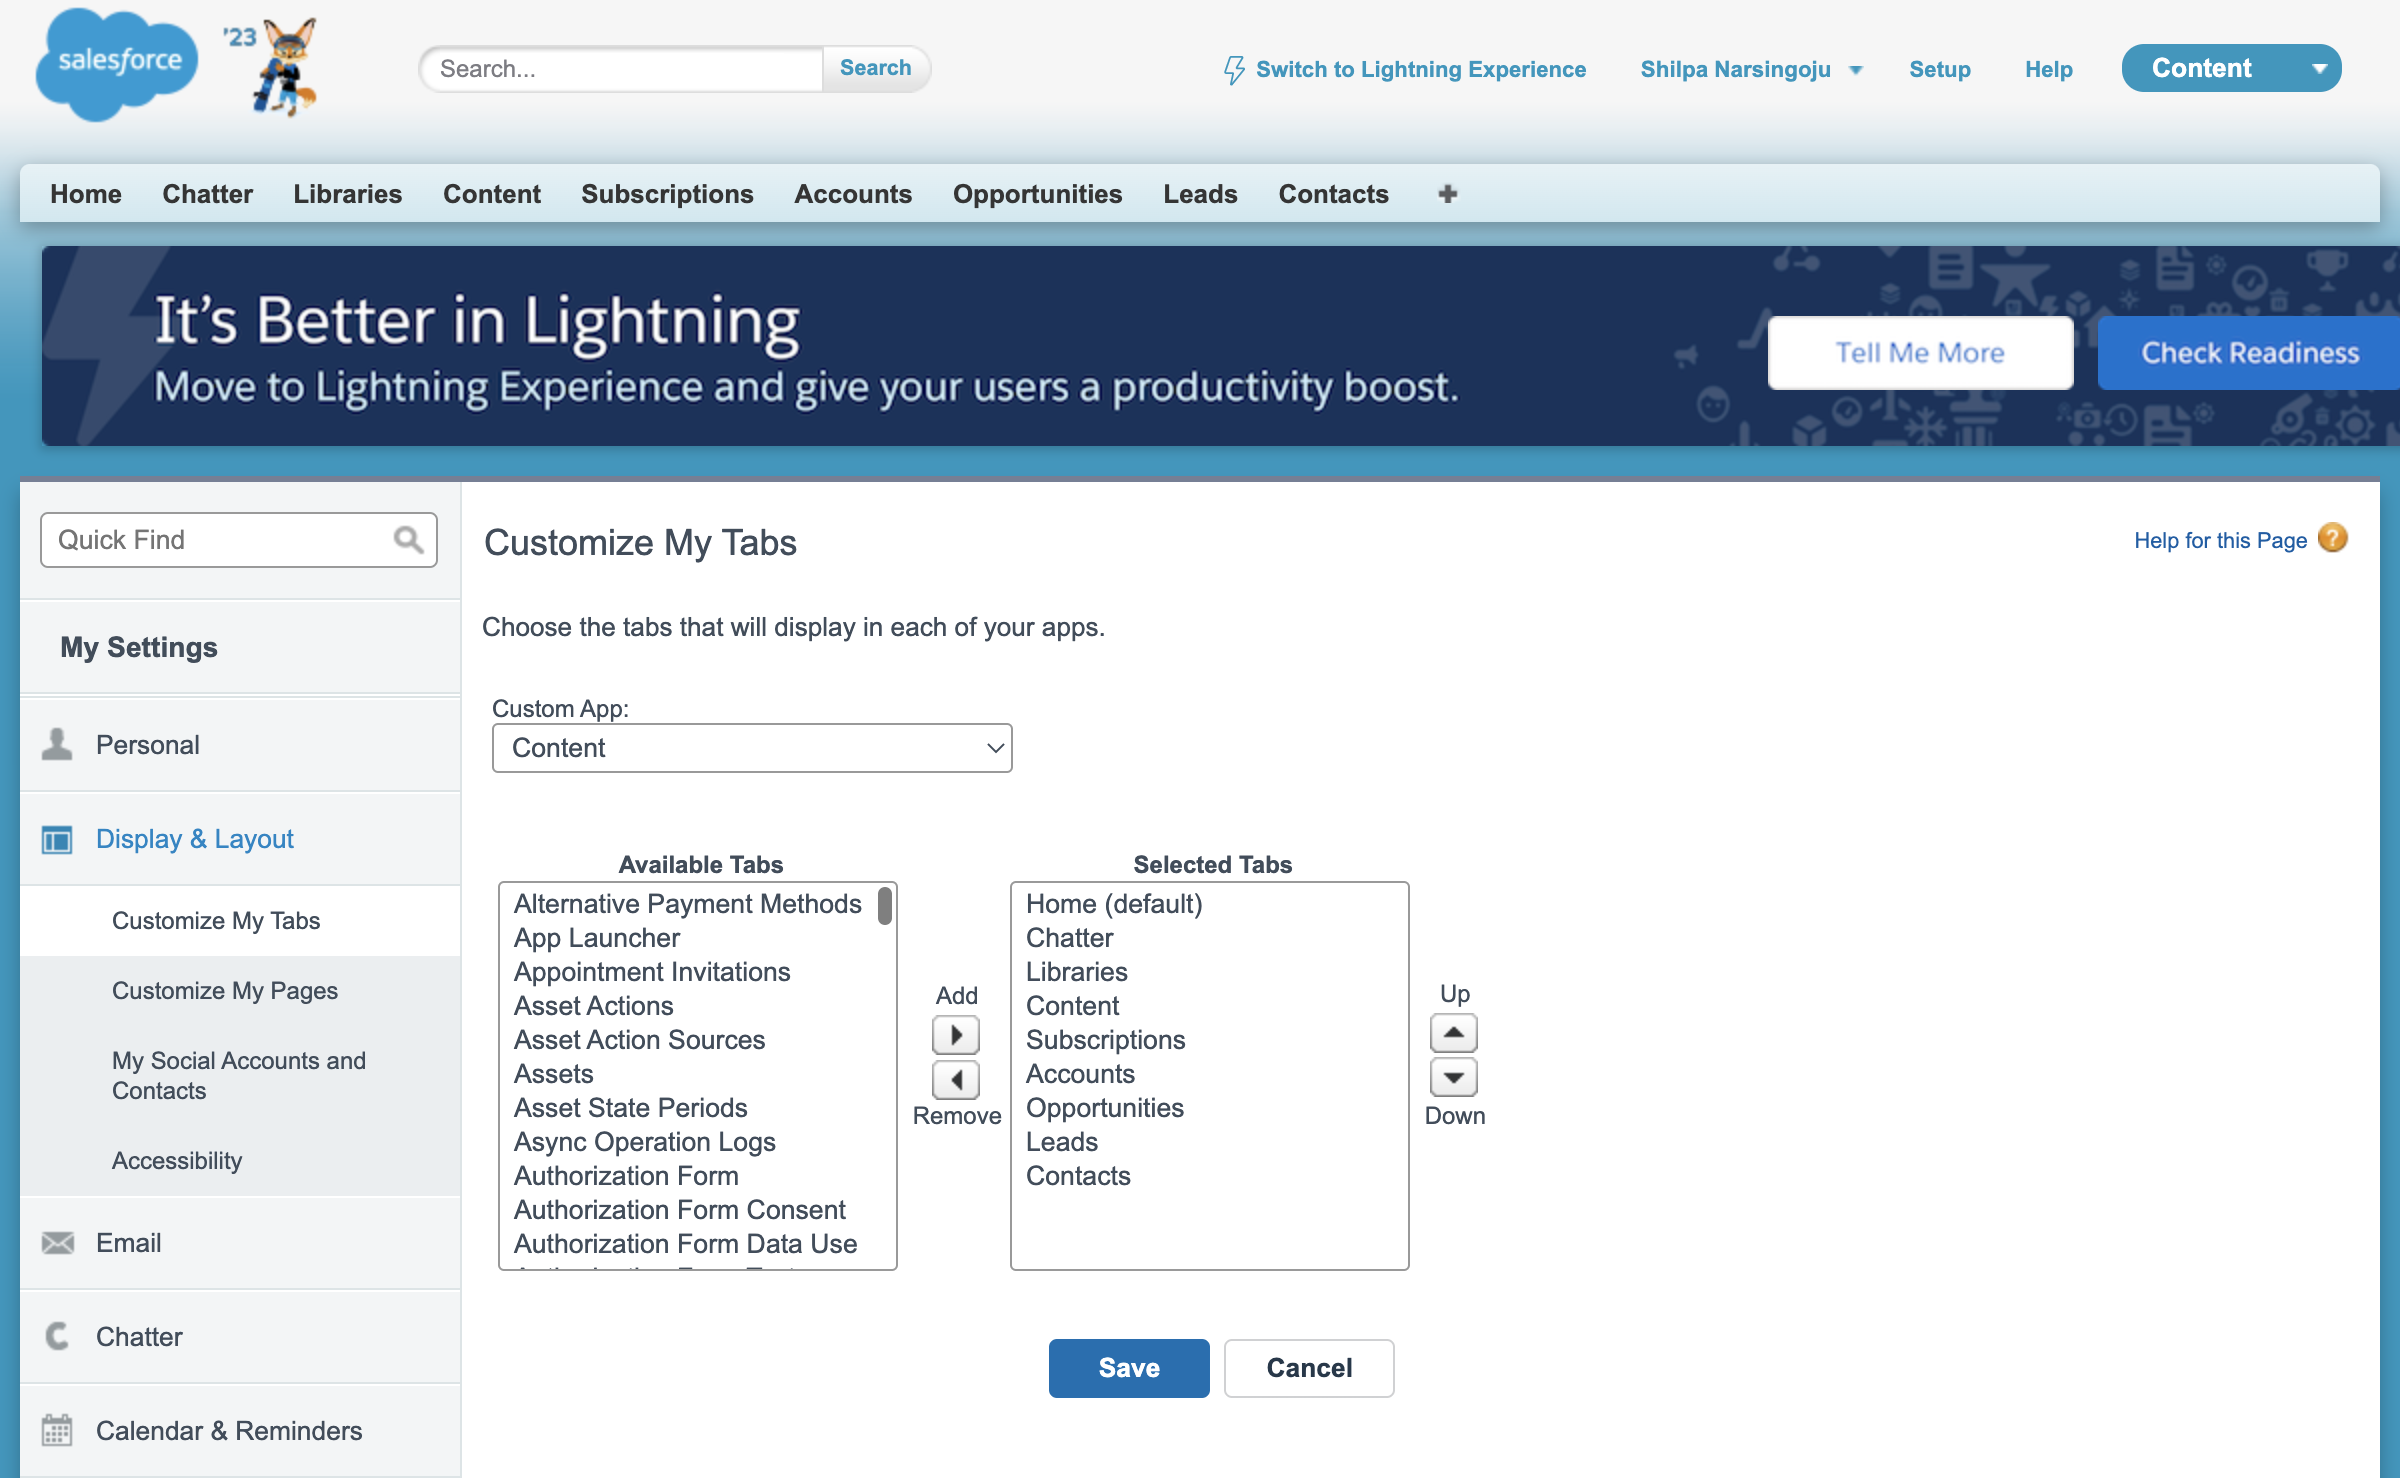 salesforce
'23
Search...
Search
Switch to Lightning Experience
Shilpa Narsingoju
Setup
Help
Content
Home
Chatter
Libraries
Content
Subscriptions
Accounts
Opportunities
Leads
Contacts
It's Better in Lightning
Move to Lightning Experience and give your users a productivity boost.
Tell Me More
Check Readiness
Quick Find
My Settings
Personal
Display & Layout
Customize My Tabs
Customize My Pages
My Social Accounts and
Contacts
Accessibility
Email
Chatter
Calendar & Reminders
Customize My Tabs
Help for this Page
Choose the tabs that will display in each of your apps.
Custom App:
Content
Available Tabs
Alternative Payment Methods
App Launcher
Appointment Invitations
Asset Actions
Asset Action Sources
Assets
Asset State Periods
Async Operation Logs
Authorization Form
Authorization Form Consent
Authorization Form Data Use
Add
Remove
Selected Tabs
Home (default)
Chatter
Libraries
Content
Subscriptions
Accounts
Opportunities
Leads
Contacts
Up
Down
Save
Cancel